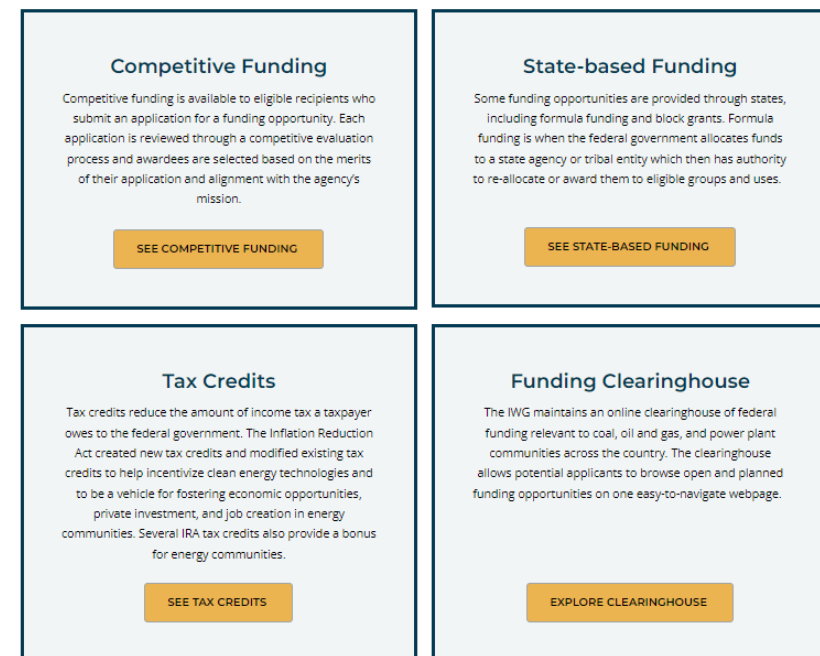 Competitive Funding
Competitive funding is available to eligible recipients who
submit an application for a funding opportunity. Each
application is reviewed through a competitive evaluation
process and awardees are selected based on the merits
of their application and alignment with the agency's
mission.
SEE COMPETITIVE FUNDING
State-based Funding
Some funding opportunities are provided through states,
including formula funding and block grants. Formula
funding is when the federal government allocates funds
to a state agency or tribal entity which then has authority
to re-allocate or award them to eligible groups and uses.
SEE STATE-BASED FUNDING
Tax Credits
Tax credits reduce the amount of income tax a taxpayer
owes to the federal government. The Inflation Reduction
Act created new tax credits and modified existing tax
credits to help incentivize clean energy technologies and
to be a vehicle for fostering economic opportunities,
private investment, and job creation in energy
communities. Several IRA tax credits also provide a bonus
for energy communities.
SEE TAX CREDITS
Funding Clearinghouse
The IWG maintains an online clearinghouse of federal
funding relevant to coal, oil and gas, and power plant
communities across the country. The clearinghouse
allows potential applicants to browse open and planned
funding opportunities on one easy-to-navigate webpage.
EXPLORE CLEARINGHOUSE